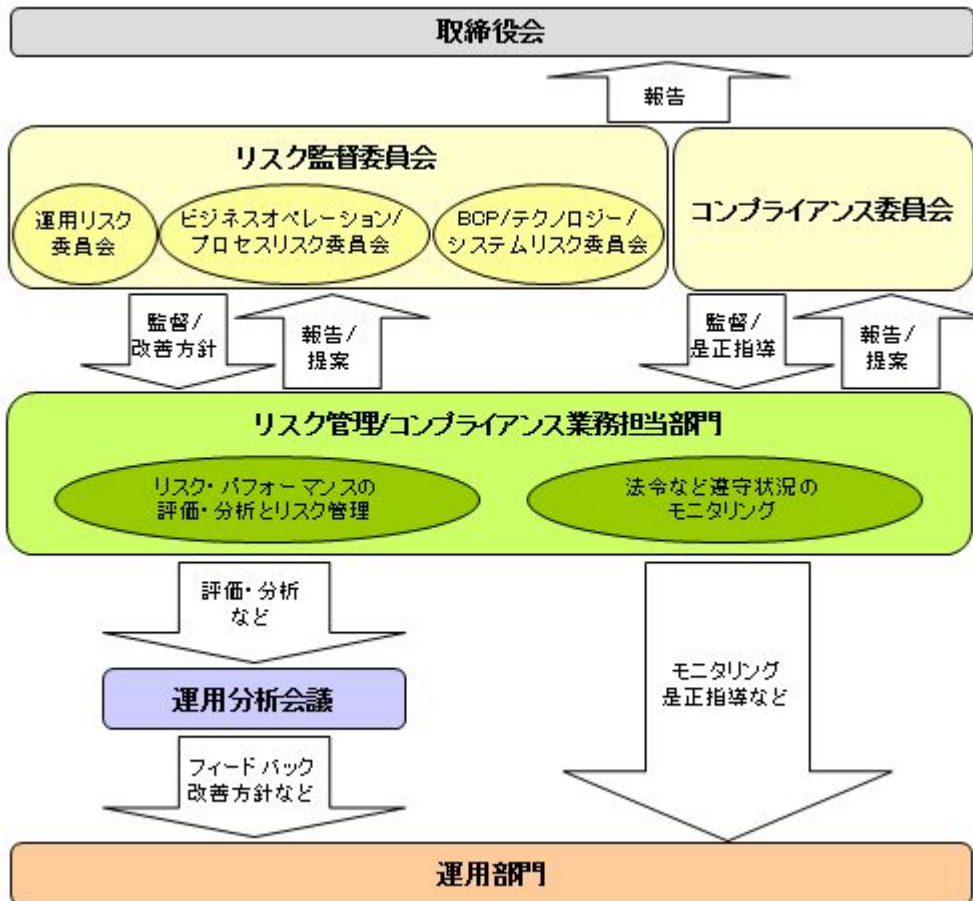 取締役会
報告
リスク監督委員会
運用リスク
委員会
ビジネスオペレーション/
プロセスリスク委員会
BCP/テクノロジー/
システムリスク委員会
コンプライアンス委員会
監督/
改善方針
報告/
提案
監督/
是正指導
報告/
提案
リスク管理/コンプライアンス業務担当部門
リスク・パフォーマンスの
評価・分析とリスク管理
法令など遵守状況の
モニタリング
評価・分析
など
運用分析会議
モニタリング
是正指導など
フィードバック
改善方針など
運用部門